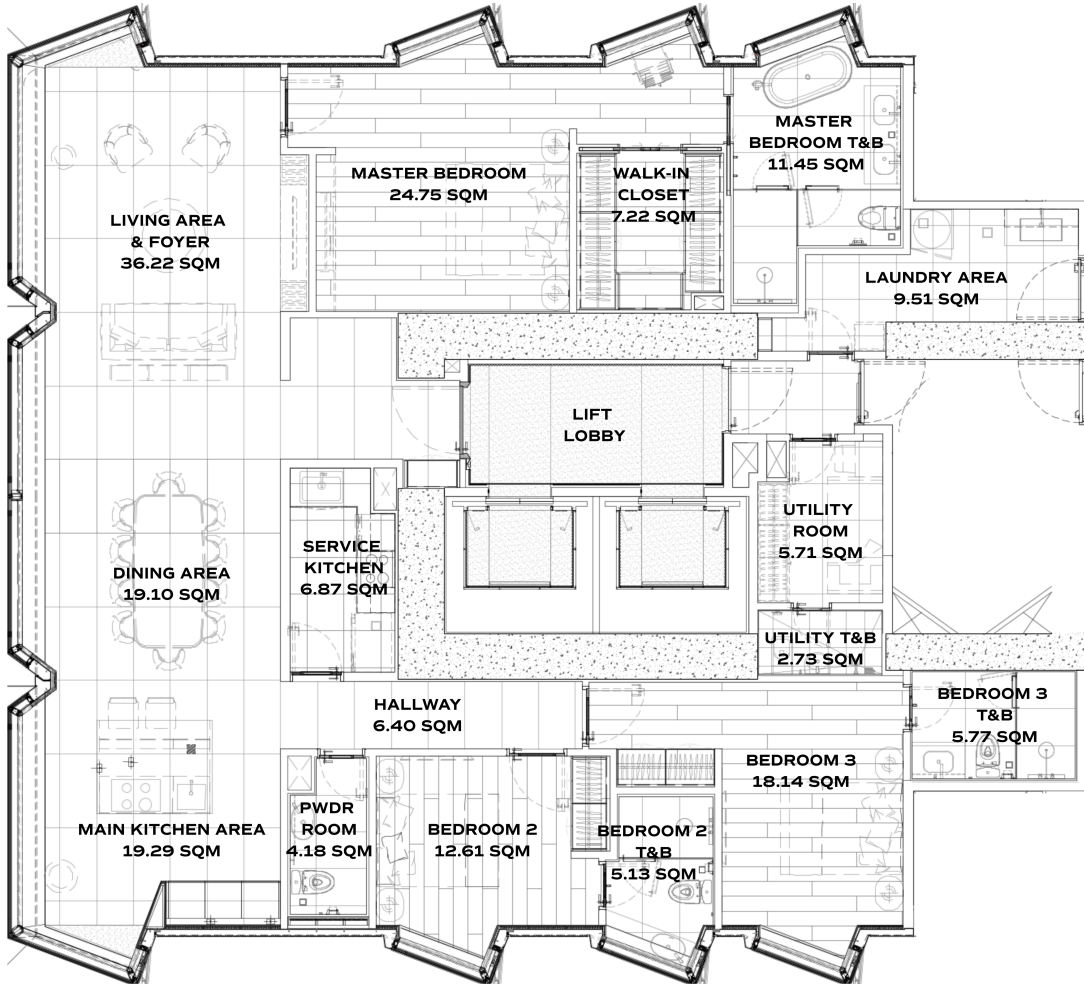 MASTER
BEDROOM T&B
11.45 SQM
MASTER BEDROOM
24.75 SQM
WALK-IN
CLOSET
7.22 SQM
LIVING AREA
& FOYER
36.22 SQM
LAUNDRY AREA
9.51 SQM
LIFT
LOBBY
UTILITY
ROOM
5.71 SQM
SERVICE
KITCHEN
6.87 SQM
DINING AREA
19.10 SQM
UTILITY T&B
2.73 SQM
HALLWAY
6.40 SQM
BEDROOM 3
T&B
5.77 SQM
BEDROOM 3
18.14 SQM
MAIN KITCHEN AREA
19.29 SQM
PWDR
ROOM
4.18 SQM
BEDROOM 2
12.61 SQM
BEDROOM 2
T&B
5.13 SQM